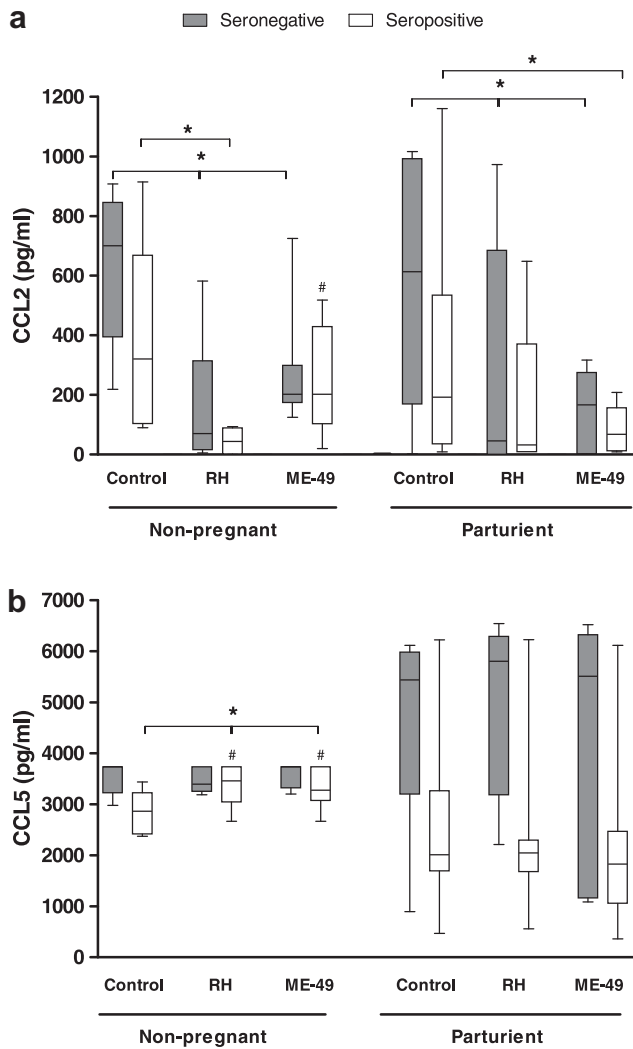 a
Seronegative Seropositive
* *
1200
* *
1000
800
600
#
400
200
0
CCL2 (pg/ml)
Control RH ME-49 Control RH ME-49
Non-pregnant Parturient
b
7000
6000
5000
*
4000
# #
3000
2000
1000
0
CCL5 (pg/ml)
Control RH ME-49 Control RH ME-49
Non-pregnant Parturient